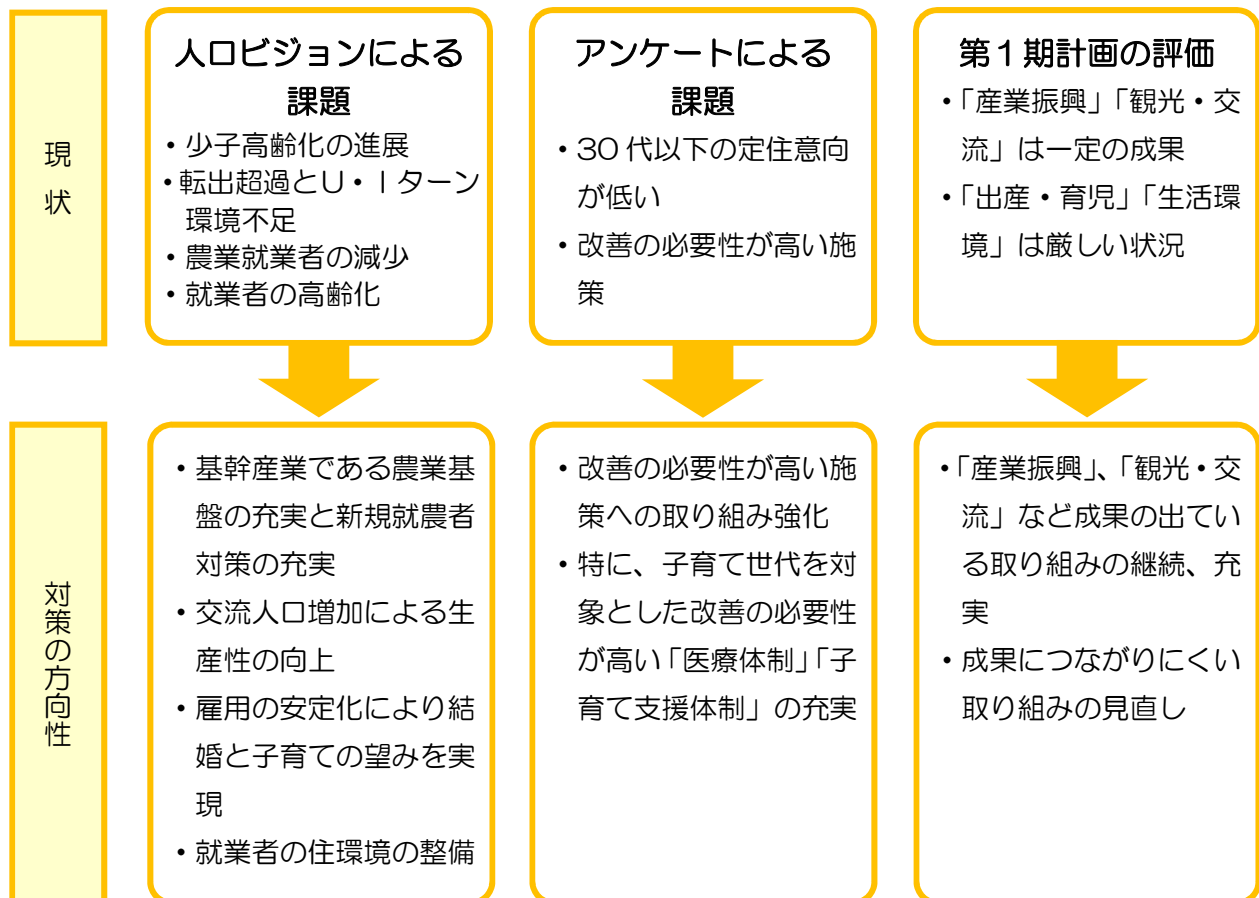 現状
人口ビジョンによる
課題
・少子高齢化の進展
・転出超過とU・Iターン
環境不足
・農業就業者の減少
・就業者の高齢化
アンケートによる
課題
・30代以下の定住意向
が低い
・改善の必要性が高い施
策
第1期計画の評価
・「産業振興」「観光・交
流」は一定の成果
・「出産・育児」「生活環
境」は厳しい状況
対策の方向性
・基幹産業である農業基
盤の充実と新規就農者
対策の充実
・交流人口増加による生
産性の向上
・雇用の安定化により結
婚と子育ての望みを実
現
・就業者の住環境の整備
・改善の必要性が高い施
策への取り組み強化
・特に、子育て世代を対
象とした改善の必要性
が高い「医療体制」「子
育て支援体制」の充実
・「産業振興」、「観光・交
流」など成果の出てい
る取り組みの継続、充
実
・成果につながりにくい
取り組みの見直し